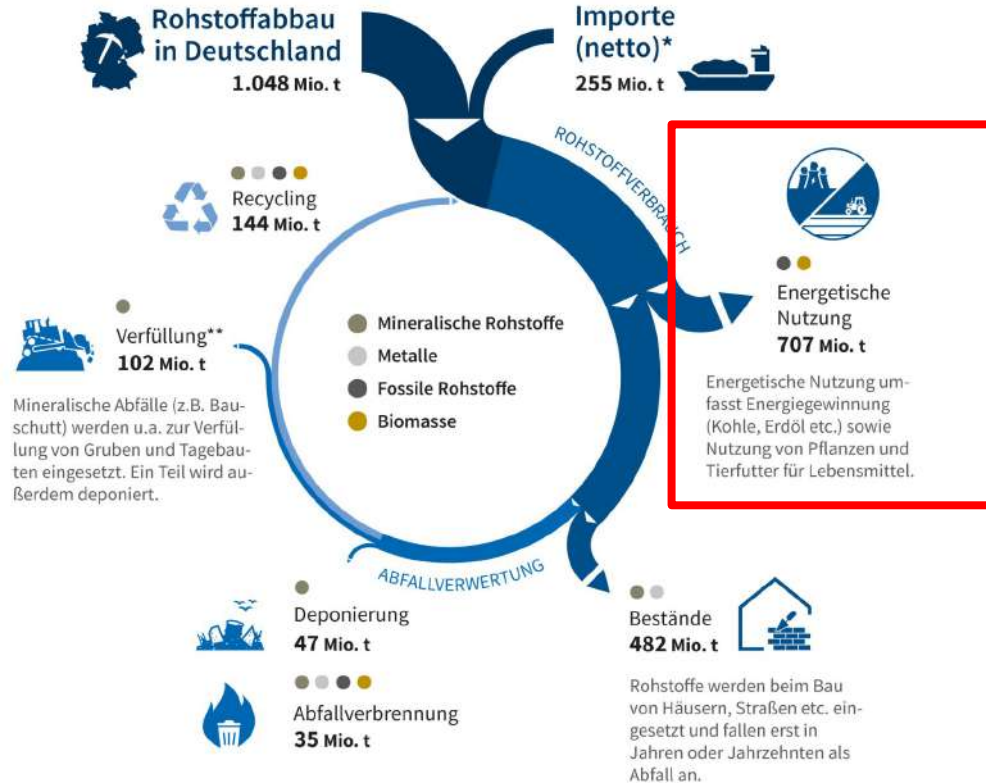 Rohstoffabbau
in Deutschland
1.048 Mio. t
Importe
(netto)*
255 Mio. t
ROHSTOFFVERBRAUCH
Recycling
144 Mio. t
Energetische
Nutzung
707 Mio. t
Energetische Nutzung um-
fasst Energiegewinnung
(Kohle, Erdöl etc.) sowie
Nutzung von Pflanzen und
Tierfutter für Lebensmittel.
Verfüllung**
102 Mio. t
Mineralische Abfälle (z.B. Bau-
schutt) werden u.a. zur Verfül-
lung von Gruben und Tagebau-
ten eingesetzt. Ein Teil wird au-
ßerdem deponiert.
Mineralische Rohstoffe
Metalle
Fossile Rohstoffe
Biomasse
ABFALLVERWERTUNG
Deponierung
47 Mio. t
Abfallverbrennung
35 Mio. t
Bestände
482 Mio. t
Rohstoffe werden beim Bau
von Häusern, Straßen etc. ein-
gesetzt und fallen erst in
Jahren oder Jahrzehnten als
Abfall an.